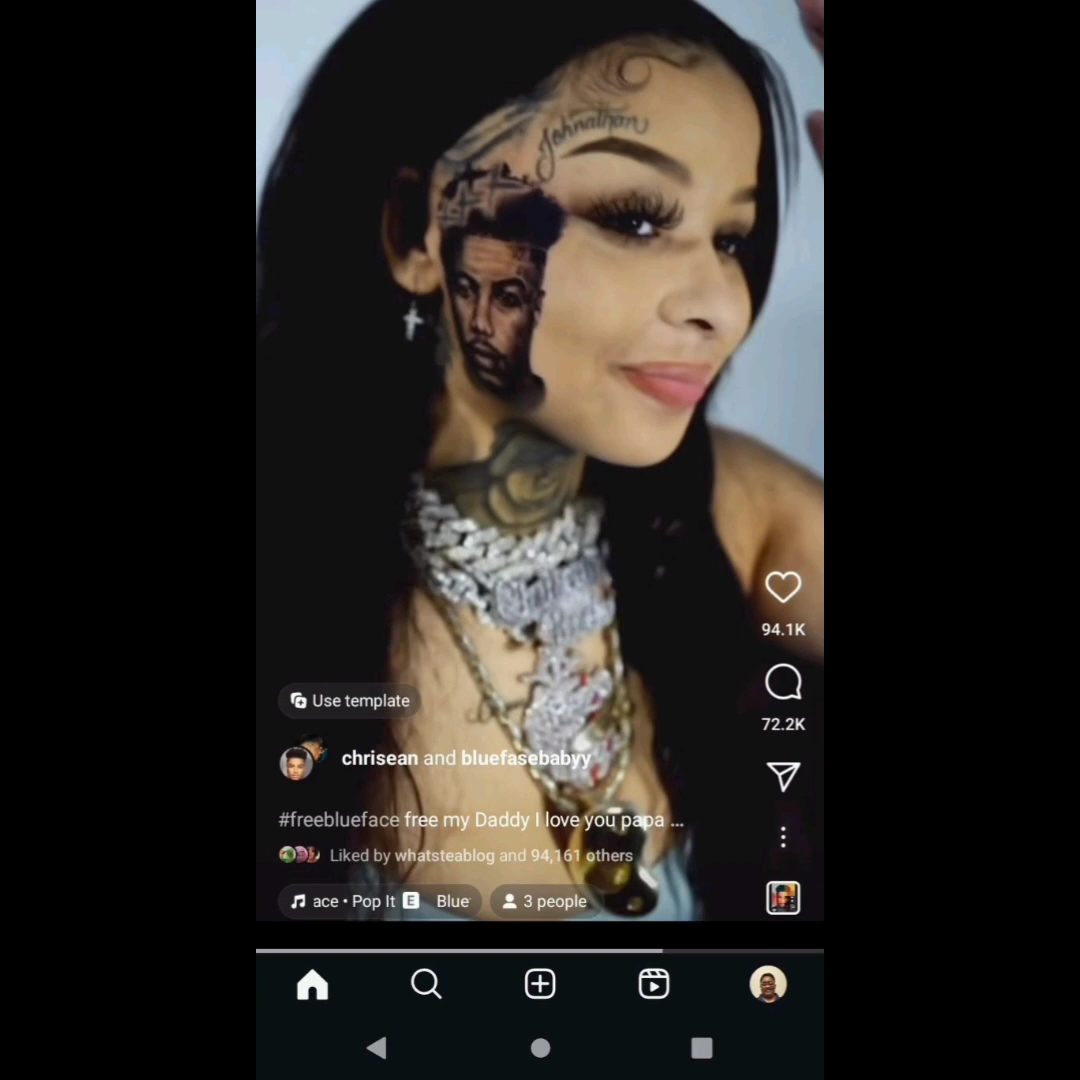 Johnathan
94.1K
72.2K
Use template
chrisean and bluefasebabyy
#freeblueface free my Daddy I love you papa ...
Liked by whatsteablog and 94,161 others
ace • Pop It E Blue
3 people